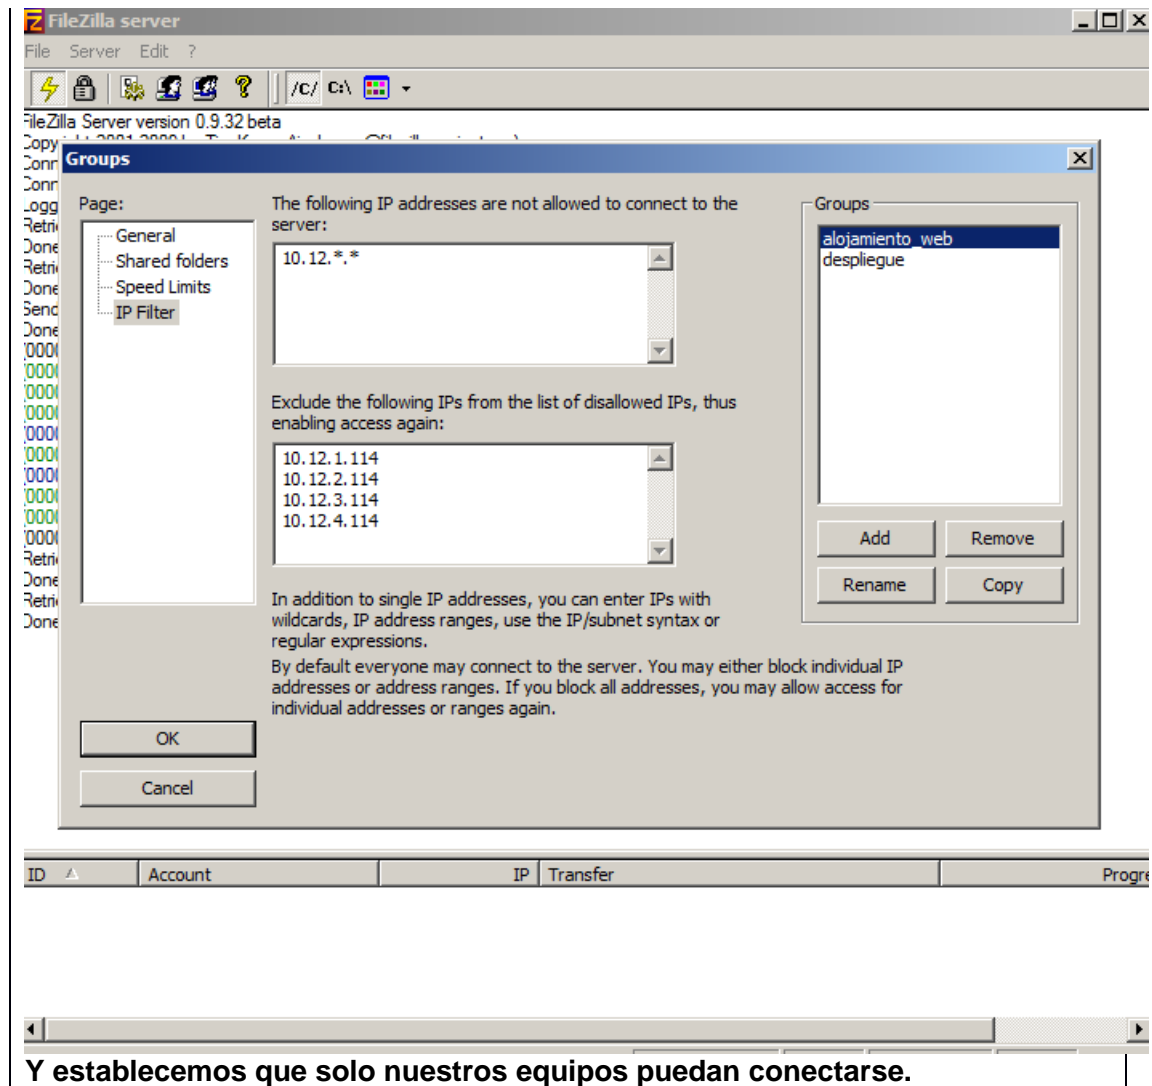 FileZilla server
File Server Edit ?
/C/ C:\
FileZilla Server version 0.9.32 beta
Groups
Page:
General
Shared folders
Speed Limits
IP Filter
The following IP addresses are not allowed to connect to the
server:
10.12.*.*
Exclude the following IPs from the list of disallowed IPs, thus
enabling access again:
10.12.1.114
10.12.2.114
10.12.3.114
10.12.4.114
In addition to single IP addresses, you can enter IPs with
wildcards, IP address ranges, use the IP/subnet syntax or
regular expressions.
By default everyone may connect to the server. You may either block individual IP
addresses or address ranges. If you block all addresses, you may allow access for
individual addresses or ranges again.
Groups
alojamiento_web
despliegue
Add Remove
Rename Copy
OK
Cancel
ID Account IP Transfer Progre
Y establecemos que solo nuestros equipos puedan conectarse.